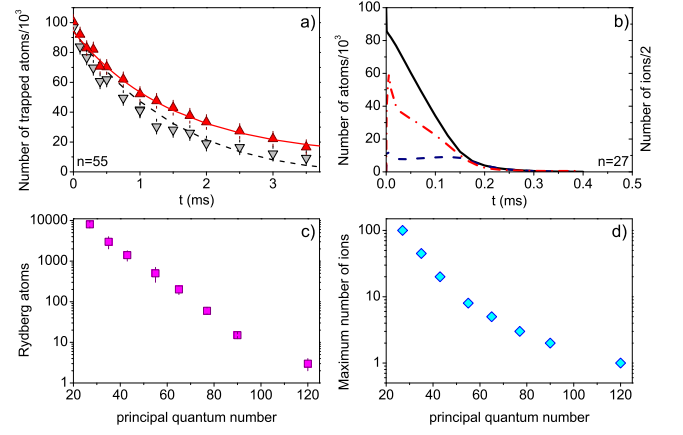 a)
Number of trapped atoms/10³
100
80
60
40
20
0
n=55
0
1
2
3
t (ms)
b)
Number of atoms/10³
Number of ions/2
100
80
60
40
20
0
n=27
0.0
0.1
0.2
0.3
0.4
0.5
t (ms)
c)
Rydberg atoms
10000
1000
100
10
1
20
40
60
80
100
120
principal quantum number
d)
Maximum number of ions
100
10
1
20
40
60
80
100
120
principal quantum number